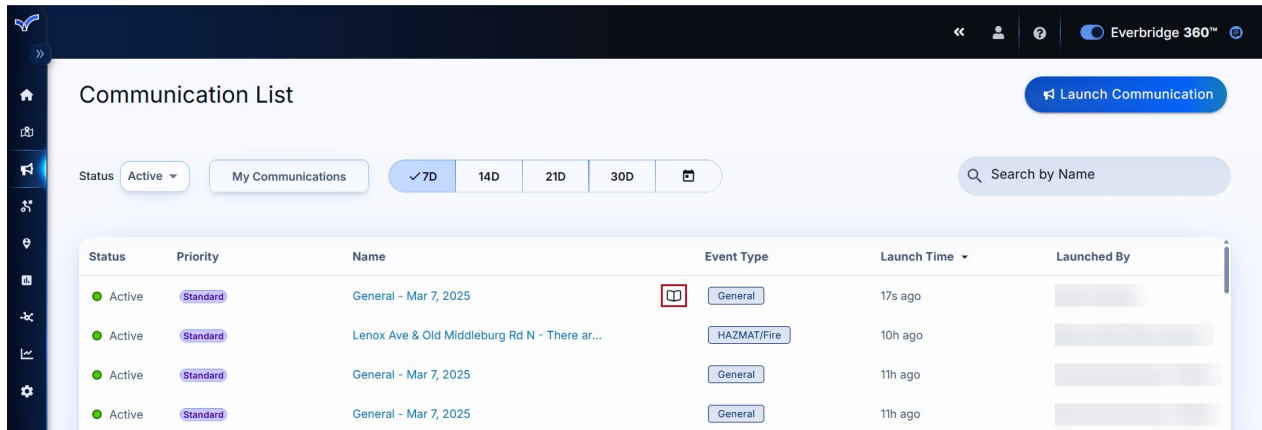 Everbridge 360™
Communication List
Launch Communication
Status Active My Communications 7D 14D 21D 30D Search by Name
Status Priority Name Event Type Launch Time Launched By
Active Standard General - Mar 7, 2025 General 17s ago
Active Standard Lenox Ave & Old Middleburg Rd N - There ar... HAZMAT/Fire 10h ago
Active Standard General - Mar 7, 2025 General 11h ago
Active Standard General - Mar 7, 2025 General 11h ago